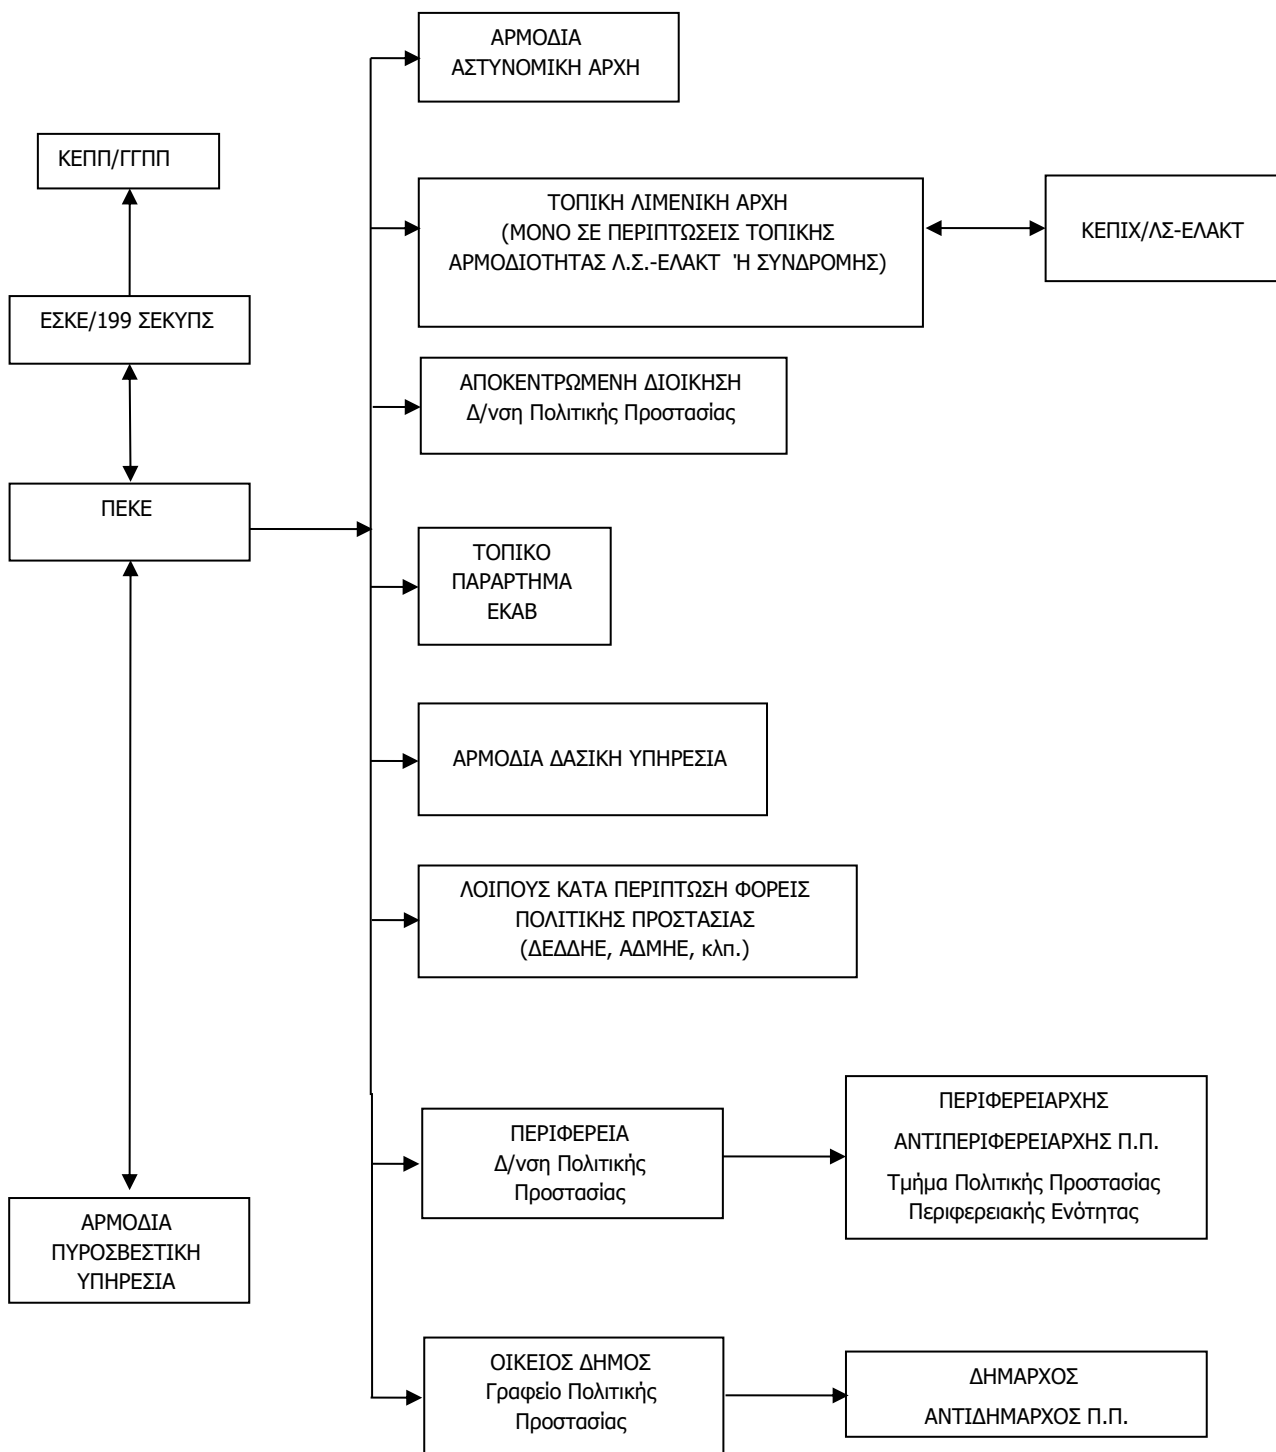 ΑΡΜΟΔΙΑ
ΑΣΤΥΝΟΜΙΚΗ ΑΡΧΗ
ΚΕΠΠ/ΓΓΠΠ
ΤΟΠΙΚΗ ΛΙΜΕΝΙΚΗ ΑΡΧΗ
(ΜΟΝΟ ΣΕ ΠΕΡΙΠΤΩΣΕΙΣ ΤΟΠΙΚΗΣ
ΑΡΜΟΔΙΟΤΗΤΑΣ Λ.Σ.-ΕΛΑΚΤ Ή ΣΥΝΔΡΟΜΗΣ)
ΚΕΠΙΧ/ΛΣ-ΕΛΑΚΤ
ΕΣΚΕ/199 ΣΕΚΥΠΣ
ΑΠΟΚΕΝΤΡΩΜΕΝΗ ΔΙΟΙΚΗΣΗ
Δ/νση Πολιτικής Προστασίας
ΠΕΚΕ
ΤΟΠΙΚΟ
ΠΑΡΑΡΤΗΜΑ
ΕΚΑΒ
ΑΡΜΟΔΙΑ ΔΑΣΙΚΗ ΥΠΗΡΕΣΙΑ
ΛΟΙΠΟΥΣ ΚΑΤΑ ΠΕΡΙΠΤΩΣΗ ΦΟΡΕΙΣ
ΠΟΛΙΤΙΚΗΣ ΠΡΟΣΤΑΣΙΑΣ
(ΔΕΔΔΗΕ, ΑΔΜΗΕ, κλπ.)
ΠΕΡΙΦΕΡΕΙΑ
Δ/νση Πολιτικής
Προστασίας
ΠΕΡΙΦΕΡΕΙΑΡΧΗΣ
ΑΝΤΙΠΕΡΙΦΕΡΕΙΑΡΧΗΣ Π.Π.
Τμήμα Πολιτικής Προστασίας
Περιφερειακής Ενότητας
ΑΡΜΟΔΙΑ
ΠΥΡΟΣΒΕΣΤΙΚΗ
ΥΠΗΡΕΣΙΑ
ΟΙΚΕΙΟΣ ΔΗΜΟΣ
Γραφείο Πολιτικής
Προστασίας
ΔΗΜΑΡΧΟΣ
ΑΝΤΙΔΗΜΑΡΧΟΣ Π.Π.